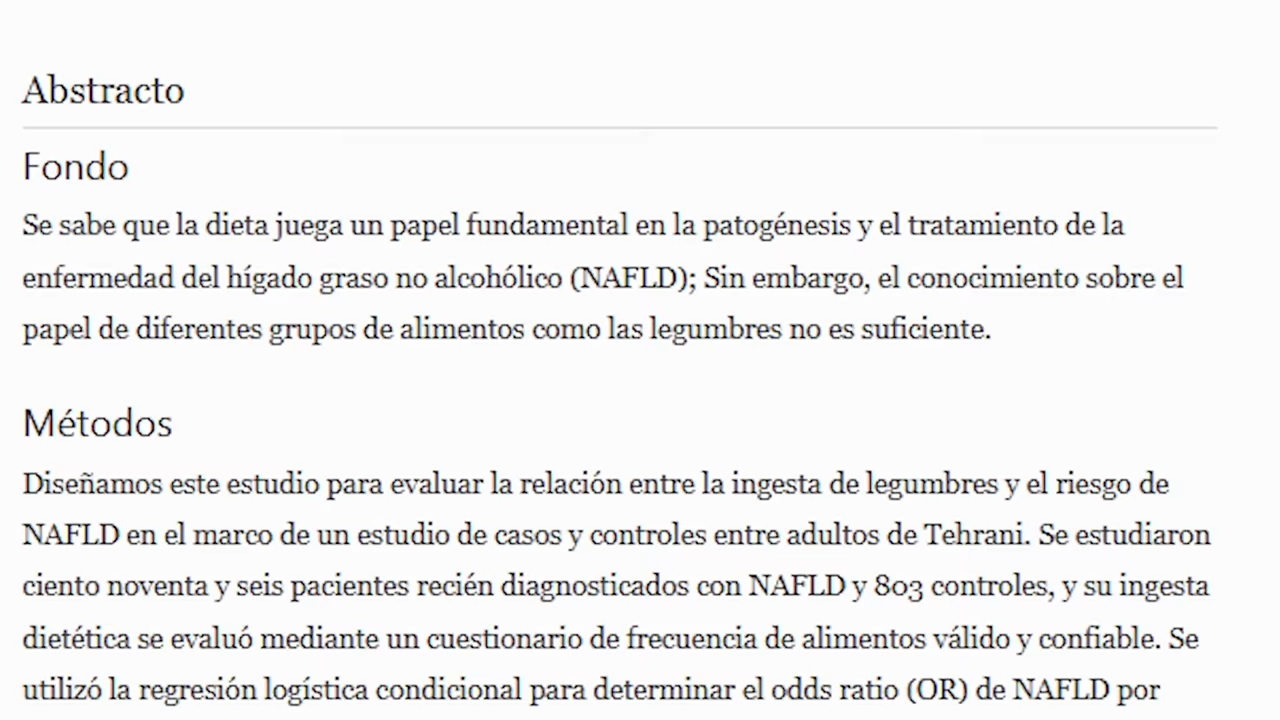 Abstracto
Fondo
Se sabe que la dieta juega un papel fundamental en la patogénesis y el tratamiento de la
enfermedad del hígado graso no alcohólico (NAFLD); Sin embargo, el conocimiento sobre el
papel de diferentes grupos de alimentos como las legumbres no es suficiente.
Métodos
Diseñamos este estudio para evaluar la relación entre la ingesta de legumbres y el riesgo de
NAFLD en el marco de un estudio de casos y controles entre adultos de Tehrani. Se estudiaron
ciento noventa y seis pacientes recién diagnosticados con NAFLD y 803 controles, y su ingesta
dietética se evaluó mediante un cuestionario de frecuencia de alimentos válido y confiable. Se
utilizó la regresión logística condicional para determinar el odds ratio (OR) de NAFLD por